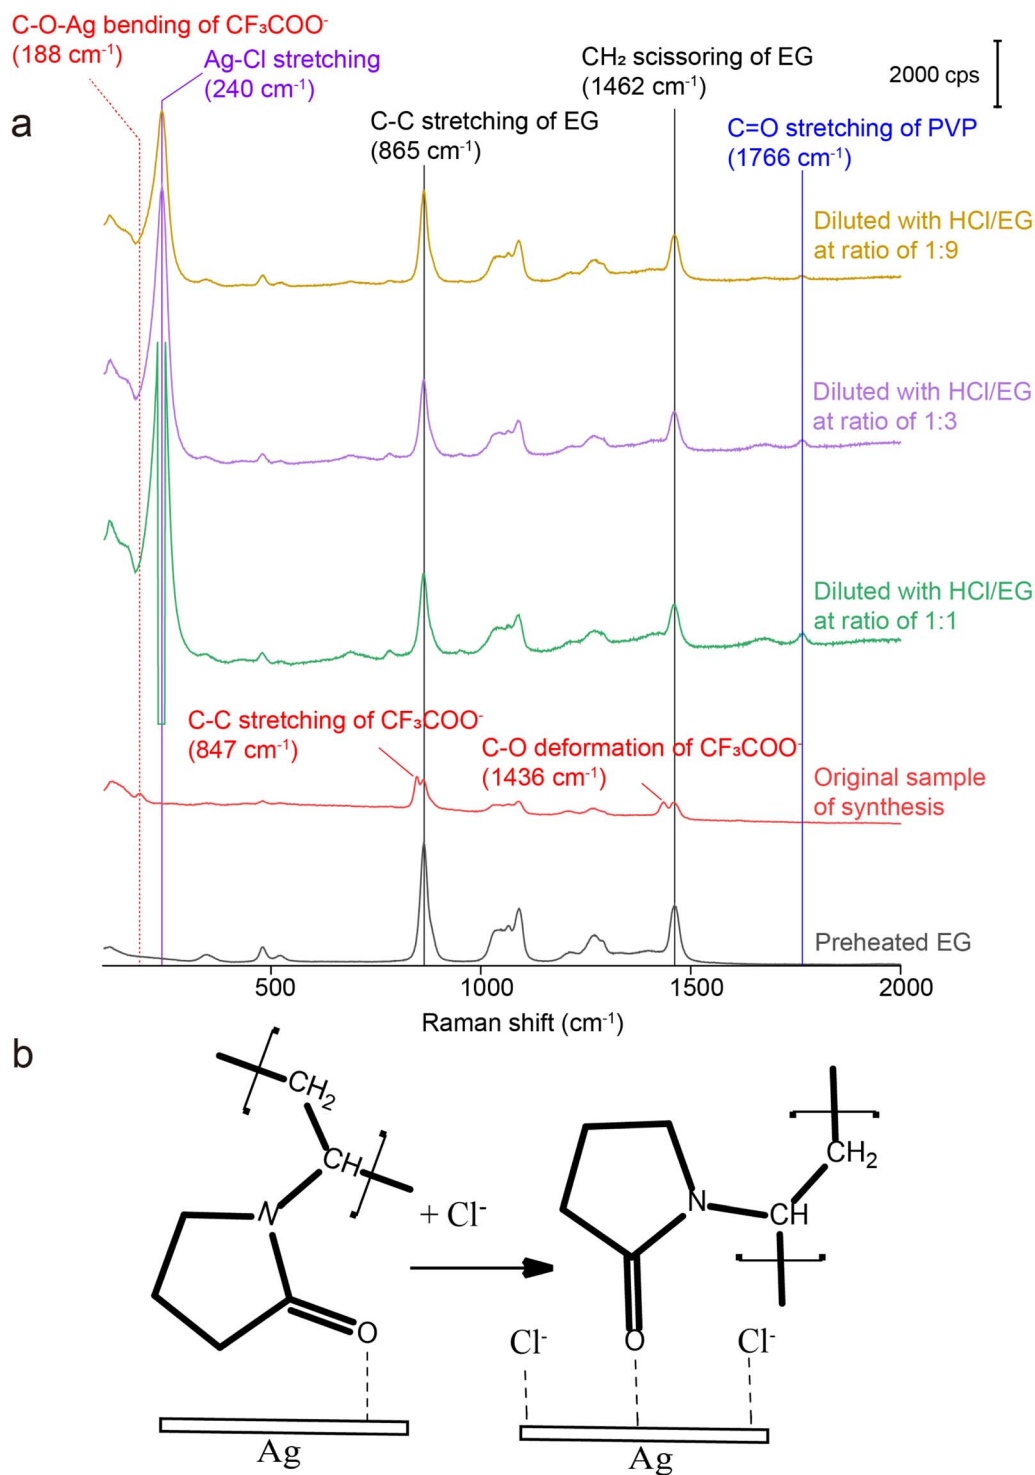 C-O-Ag bending of CF₃COO⁻
(188 cm⁻¹)
Ag-Cl stretching
(240 cm⁻¹)
CH₂ scissoring of EG
(1462 cm⁻¹)
2000 cps
a
C-C stretching of EG
(865 cm⁻¹)
C=O stretching of PVP
(1766 cm⁻¹)
Diluted with HCl/EG
at ratio of 1:9
Diluted with HCl/EG
at ratio of 1:3
Diluted with HCl/EG
at ratio of 1:1
C-C stretching of CF₃COO⁻
(847 cm⁻¹)
C-O deformation of CF₃COO⁻
(1436 cm⁻¹)
Original sample
of synthesis
Preheated EG
500 1000 1500 2000
Raman shift (cm⁻¹)
b
CH₂
CH
N
O
Ag
+ Cl⁻
N
CH
CH₂
Cl⁻
O
Cl⁻
Ag